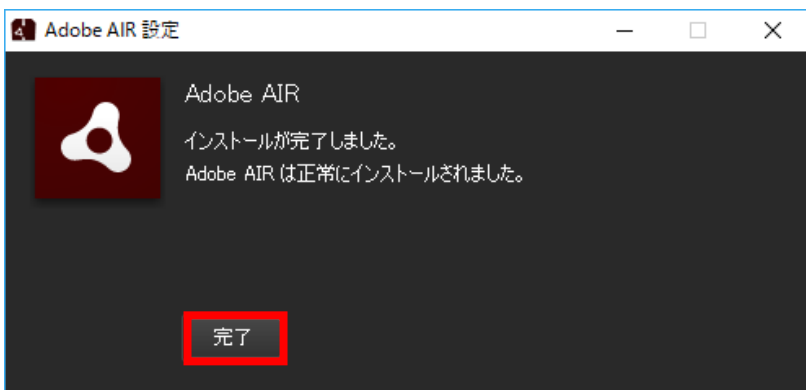 Adobe AIR 設定
Adobe AIR
インストールが完了しました。
Adobe AIR は正常にインストールされました。
完了